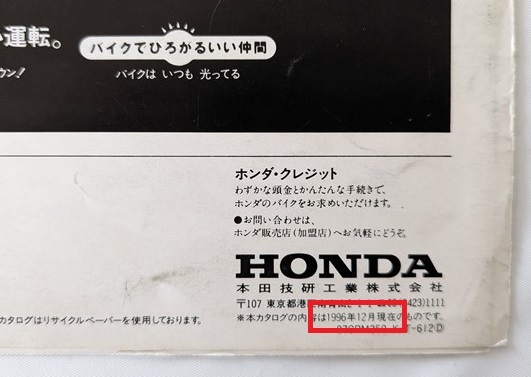 運転。
バイクでひろがるいい仲間
ウン!
バイクは いつも 光ってる
ホンダ・クレジット
わずかな頭金とかんたんな手続きで、
ホンダのバイクをお求めいただけます。
●お問い合わせは、
ホンダ販売店(加盟店)へお気軽にどうぞ
HONDA
本田技研工業株式会社
〒107 東京都港 (3423)1111
カタログはリサイクルペーパーを使用しております。
※本カタログの内容は1996年12月現在のものです。